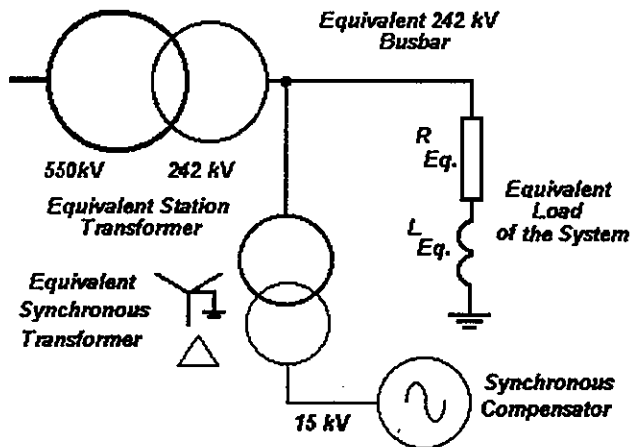 Equivalent 242 kV
Busbar
550kV
242 kV
Equivalent Station
Transformer
R
Eq.
L
Eq.
Equivalent
Load
of the System
Equivalent
Synchronous
Transformer
15 kV
Synchronous
Compensator